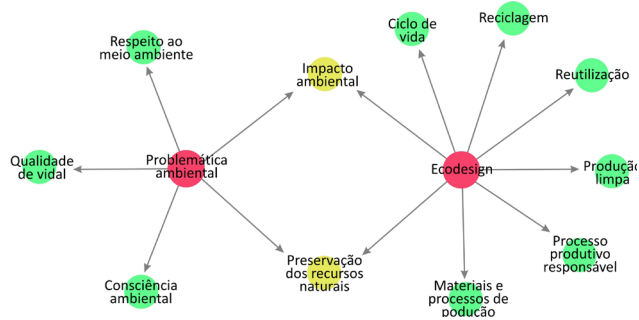 Respeito ao
meio ambiente
Qualidade
de vidal
Problemática
ambiental
Consciência
ambiental
Impacto
ambiental
Preservação
dos recursos
naturais
Ciclo de
vida
Reciclagem
Reutilização
Ecodesign
Produção
limpa
Processo
produtivo
responsável
Materiais e
processos de
podução